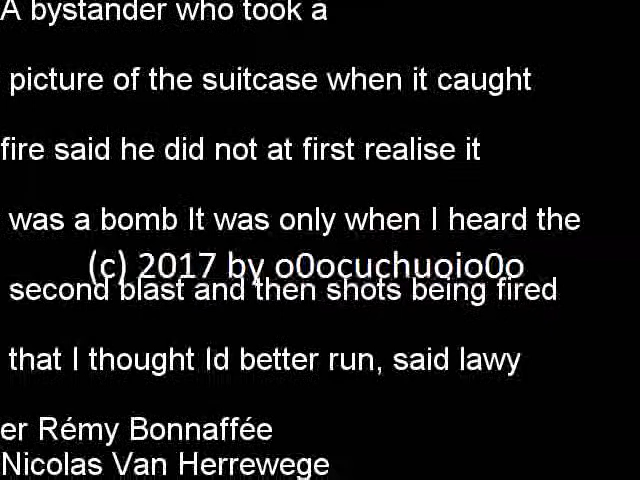 A bystander who took a
picture of the suitcase when it caught
fire said he did not at first realise it
was a bomb It was only when I heard the
(c) 2017 by o0ocuchuoio0o
second blast and then shots being fired
that I thought Id better run, said lawy
er Rémy Bonnaffée
Nicolas Van Herrewege